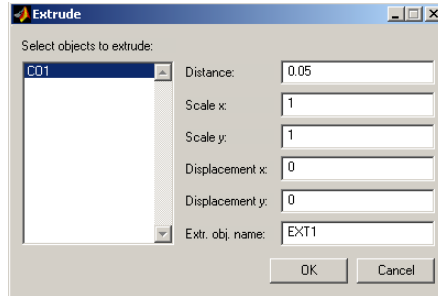 Extrude
Select objects to extrude:
CO1
Distance: 0.05
Scale x: 1
Scale y: 1
Displacement x: 0
Displacement y: 0
Extr. obj. name: EXT1
OK Cancel